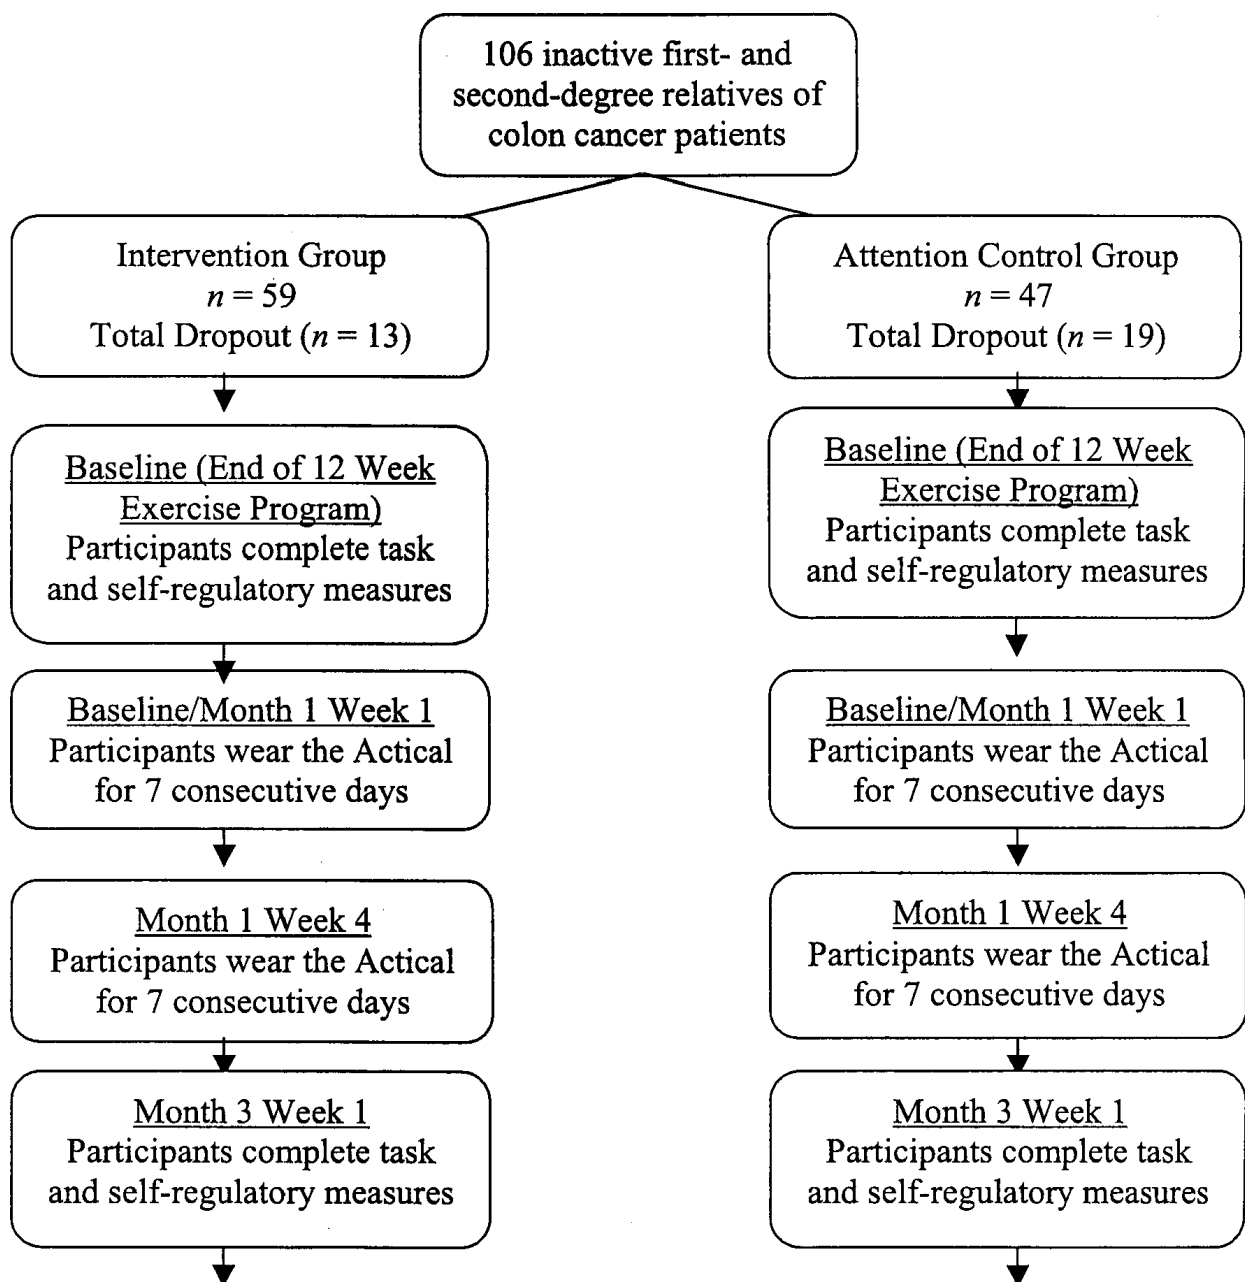 106 inactive first- and
second-degree relatives of
colon cancer patients
Intervention Group
n = 59
Total Dropout (n = 13)
Attention Control Group
n = 47
Total Dropout (n = 19)
Baseline (End of 12 Week
Exercise Program)
Participants complete task
and self-regulatory measures
Baseline (End of 12 Week
Exercise Program)
Participants complete task
and self-regulatory measures
Baseline/Month 1 Week 1
Participants wear the Actical
for 7 consecutive days
Baseline/Month 1 Week 1
Participants wear the Actical
for 7 consecutive days
Month 1 Week 4
Participants wear the Actical
for 7 consecutive days
Month 1 Week 4
Participants wear the Actical
for 7 consecutive days
Month 3 Week 1
Participants complete task
and self-regulatory measures
Month 3 Week 1
Participants complete task
and self-regulatory measures